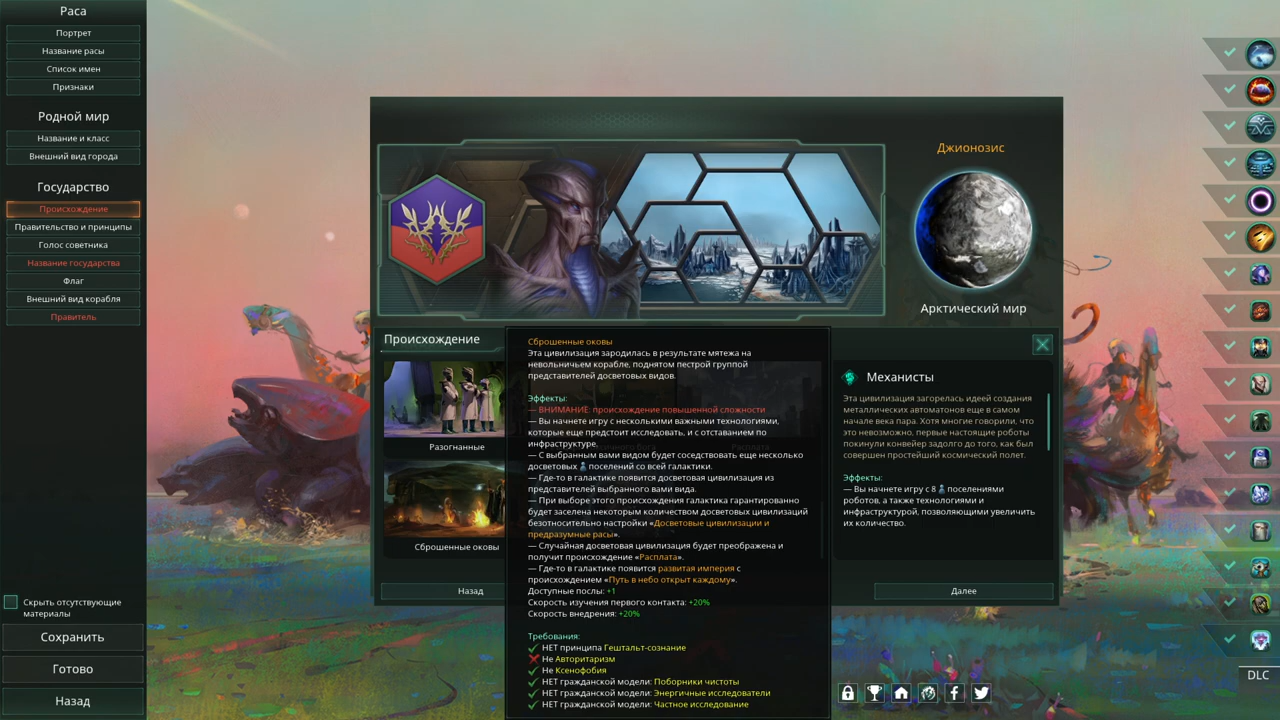 Раса
Портрет
Название расы
Список имен
Признаки
Родной мир
Название и класс
Внешний вид города
Государство
Происхождение
Правительство и принципы
Голос советника
Название государства
Флаг
Внешний вид корабля
Правитель
Скрыть отсутствующие
материалы
Сохранить
Готово
Назад
Джионозис
Арктический мир
Происхождение
Разогнанные
Сброшенные оковы
Назад
Сброшенные оковы
Эта цивилизация зародилась в результате мятежа на
невольничьем корабле, поднятом пестрой группой
представителей досветовых видов.
Эффекты:
— ВНИМАНИЕ: происхождение повышенной сложности
— Вы начнете игру с несколькими важными технологиями,
которые еще предстоит исследовать, и с отставанием по
инфраструктуре.
— С выбранным вами видом будет соседствовать еще несколько
досветовых поселений со всей галактики.
— Где-то в галактике появится досветовая цивилизация из
представителей выбранного вами вида.
— При выборе этого происхождения галактика гарантированно
будет заселена некоторым количеством досветовых цивилизаций
безотносительно настройки «Досветовые цивилизации и
предразумные расы».
— Случайная досветовая цивилизация будет преображена и
получит происхождение «Расплата».
— Где-то в галактике появится развитая империя с
происхождением «Путь в небо открыт каждому».
Доступные послы: +1
Скорость изучения первого контакта: +20%
Скорость внедрения: +20%
Требования:
НЕТ принципа Гештальт-сознание
Не Авторитаризм
Не Ксенофобия
НЕТ гражданской модели: Поборники чистоты
НЕТ гражданской модели: Энергичные исследователи
НЕТ гражданской модели: Частное исследование
Механисты
Эта цивилизация загорелась идеей создания
металлических автоматонов еще в самом
начале века пара. Хотя многие говорили, что
это невозможно, первые настоящие роботы
покинули конвейер задолго до того, как был
совершен простейший космический полет.
Эффекты:
— Вы начнете игру с 8 поселениями
роботов, а также технологиями и
инфраструктурой, позволяющими увеличить
их количество.
Далее
DLC